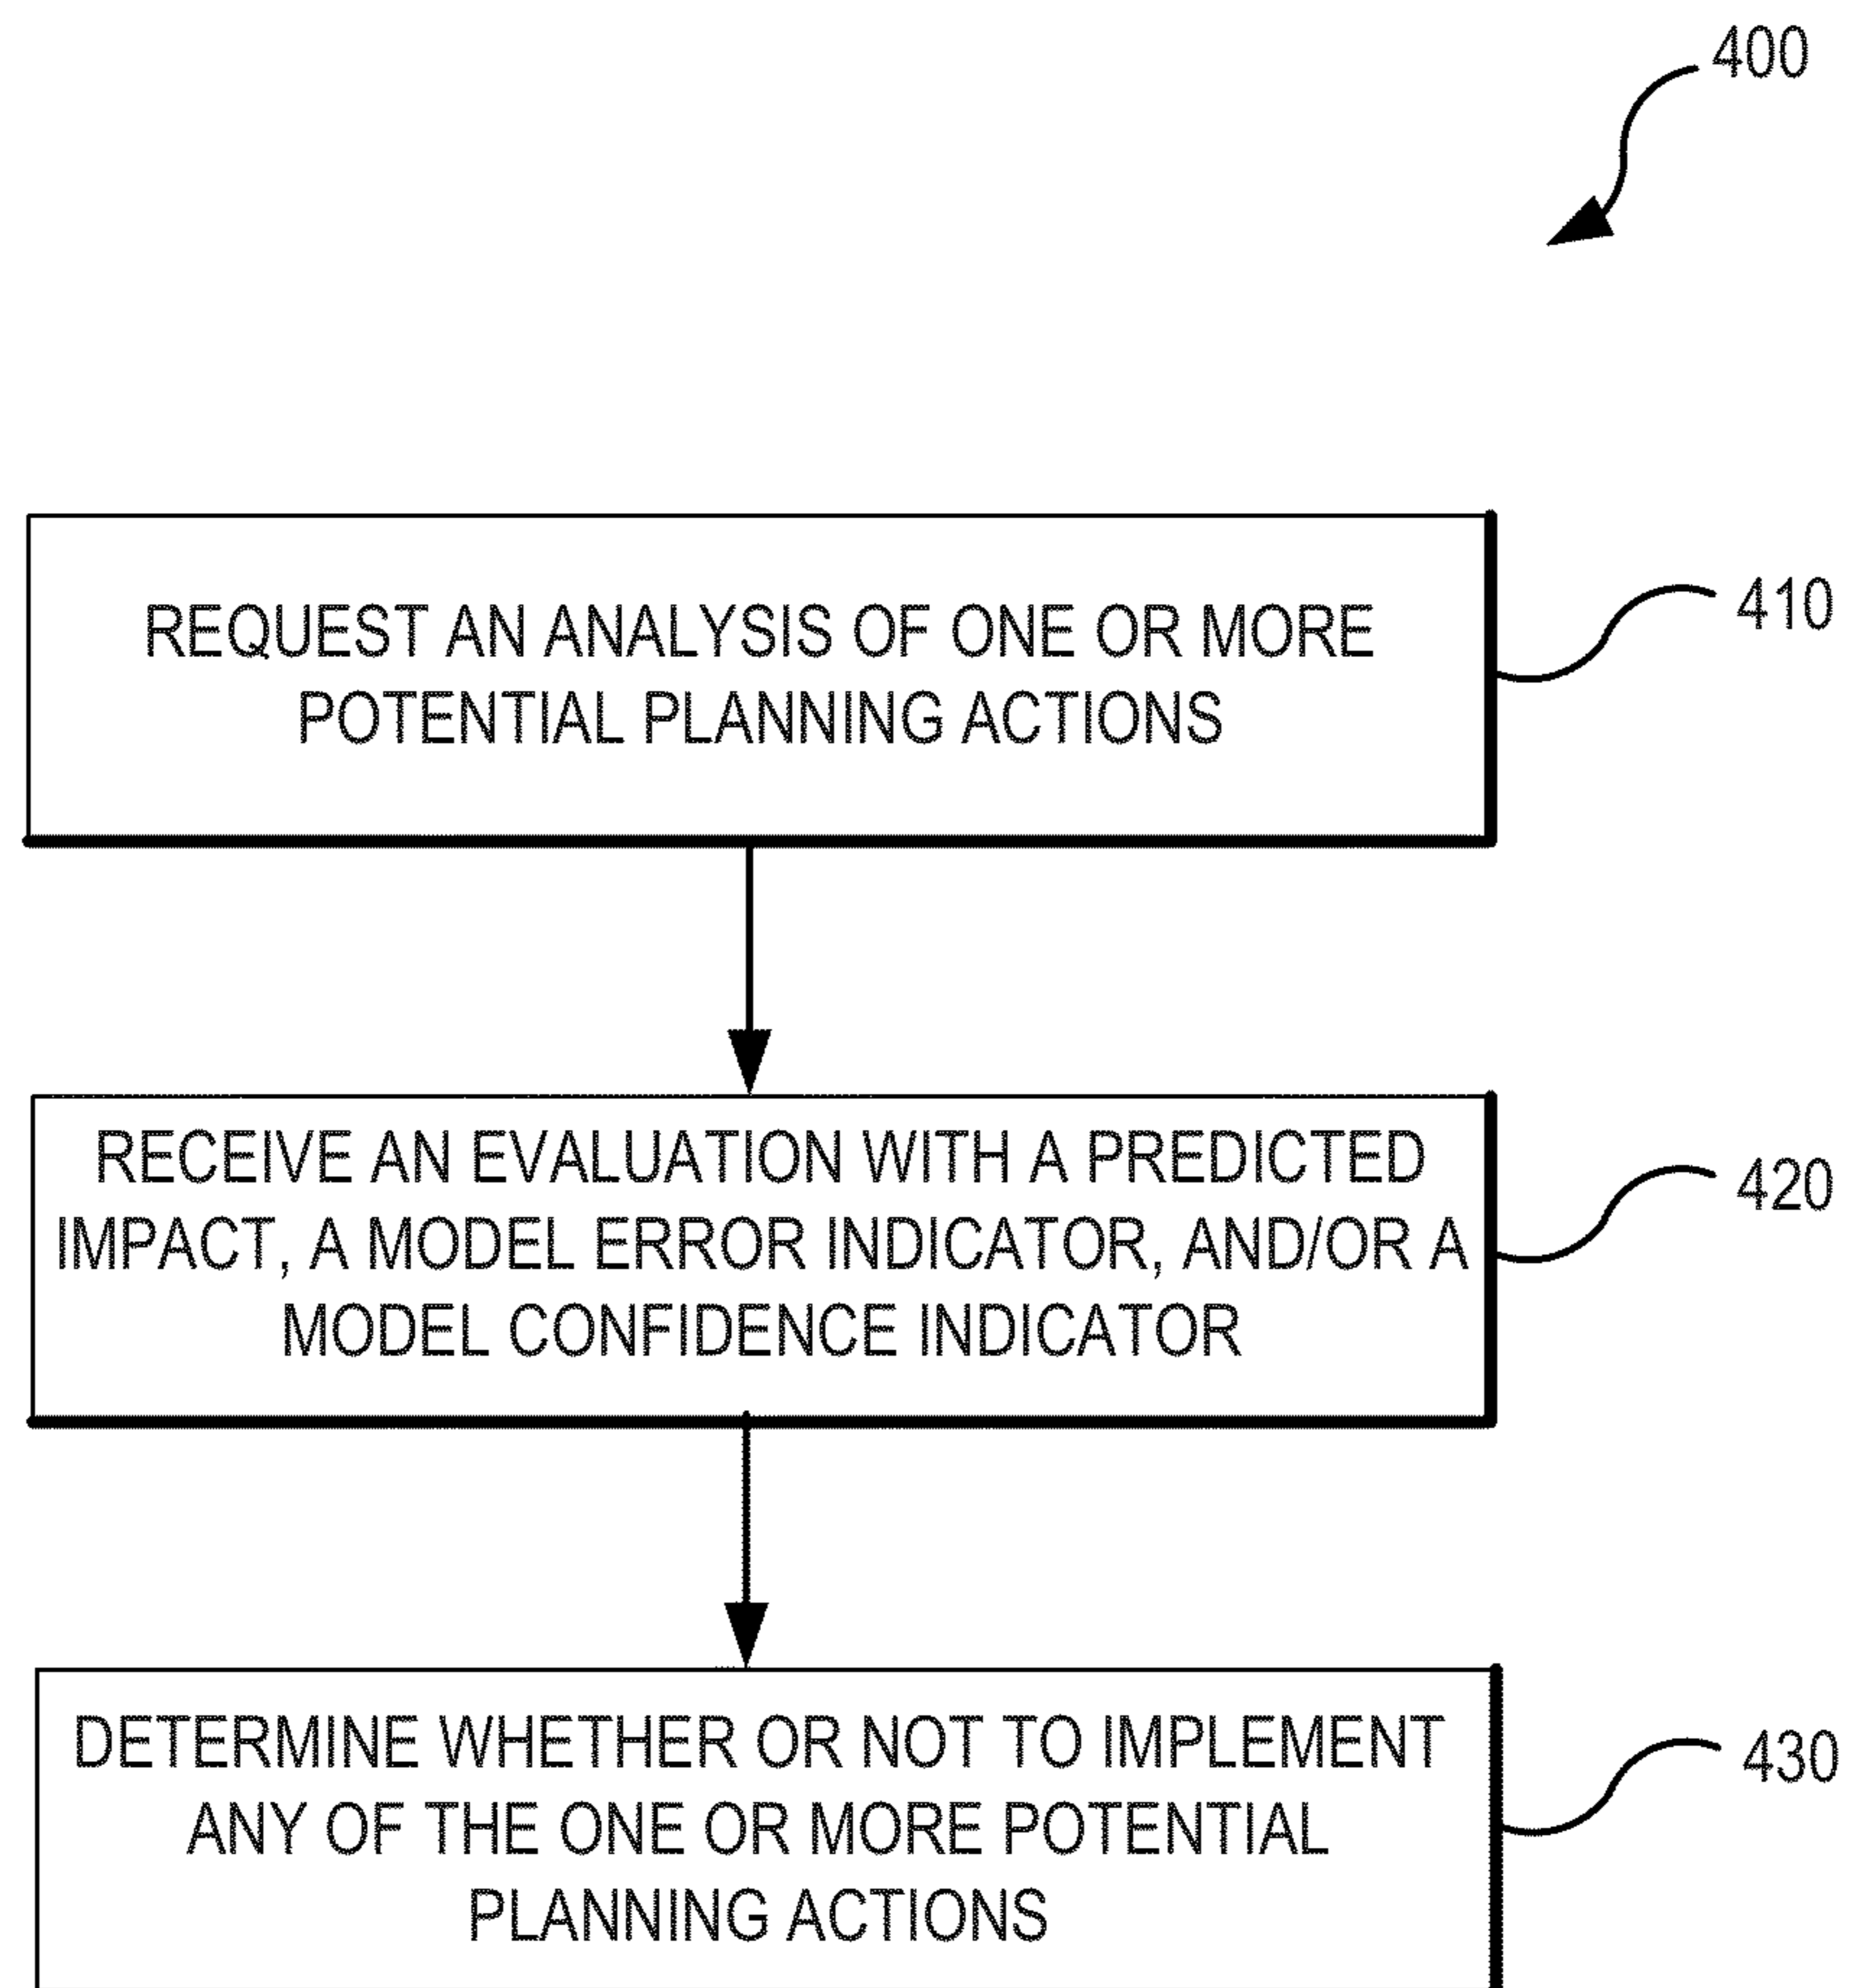 400
REQUEST AN ANALYSIS OF ONE OR MORE
POTENTIAL PLANNING ACTIONS
410
RECEIVE AN EVALUATION WITH A PREDICTED
IMPACT, A MODEL ERROR INDICATOR, AND/OR A
MODEL CONFIDENCE INDICATOR
420
DETERMINE WHETHER OR NOT TO IMPLEMENT
ANY OF THE ONE OR MORE POTENTIAL
PLANNING ACTIONS
430